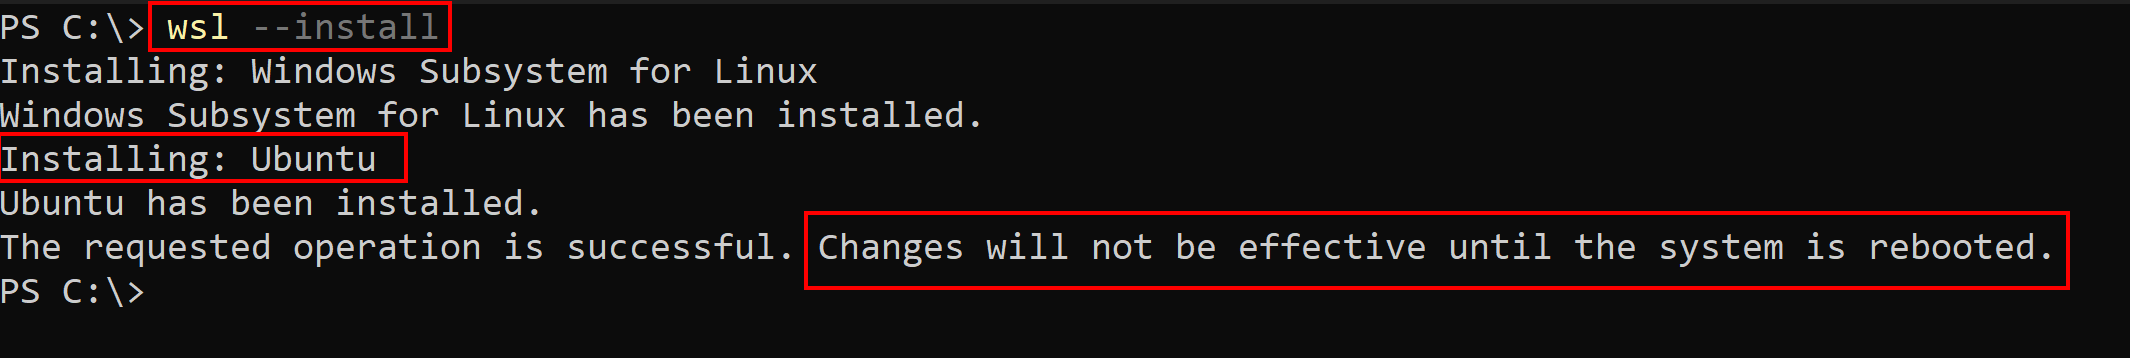 PS C:\> wsl --install
Installing: Windows Subsystem for Linux
Windows Subsystem for Linux has been installed.
Installing: Ubuntu
Ubuntu has been installed.
The requested operation is successful. Changes will not be effective until the system is rebooted.
PS C:\>